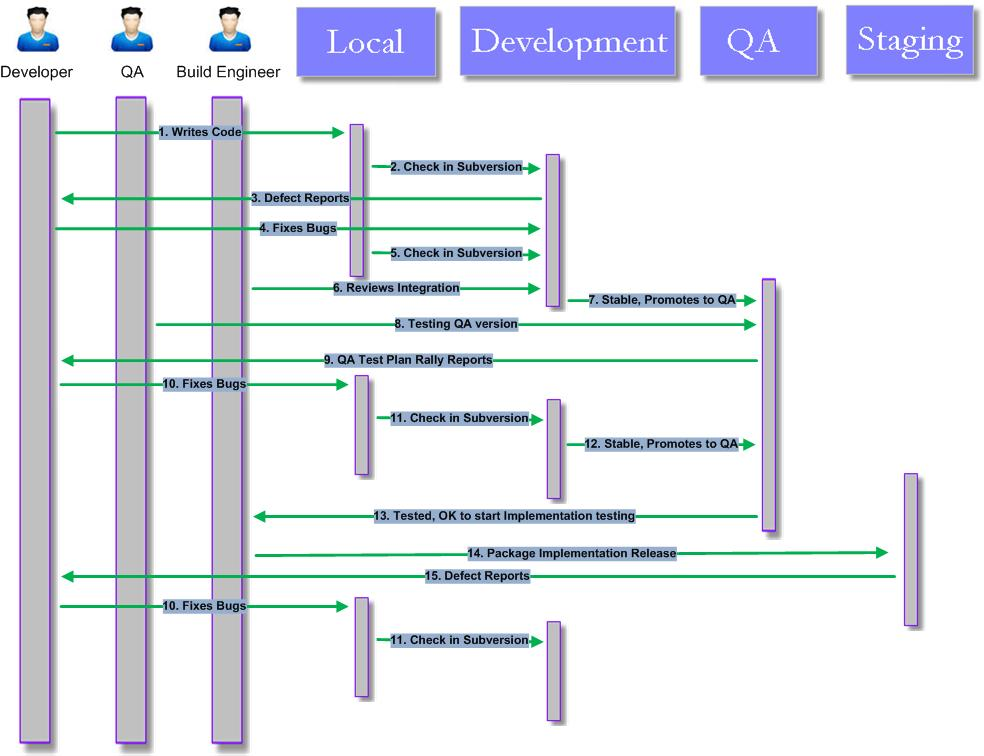 Local
Development
QA
Staging
Developer
QA
Build Engineer
1. Writes Code
2. Check in Subversion
3. Defect Reports
4. Fixes Bugs
5. Check in Subversion
6. Reviews Integration
7. Stable, Promotes to QA
8. Testing QA version
9. QA Test Plan Rally Reports
10. Fixes Bugs
11. Check in Subversion
12. Stable, Promotes to QA
13. Tested, OK to start Implementation testing
14. Package Implementation Release
15. Defect Reports
10. Fixes Bugs
11. Check in Subversion